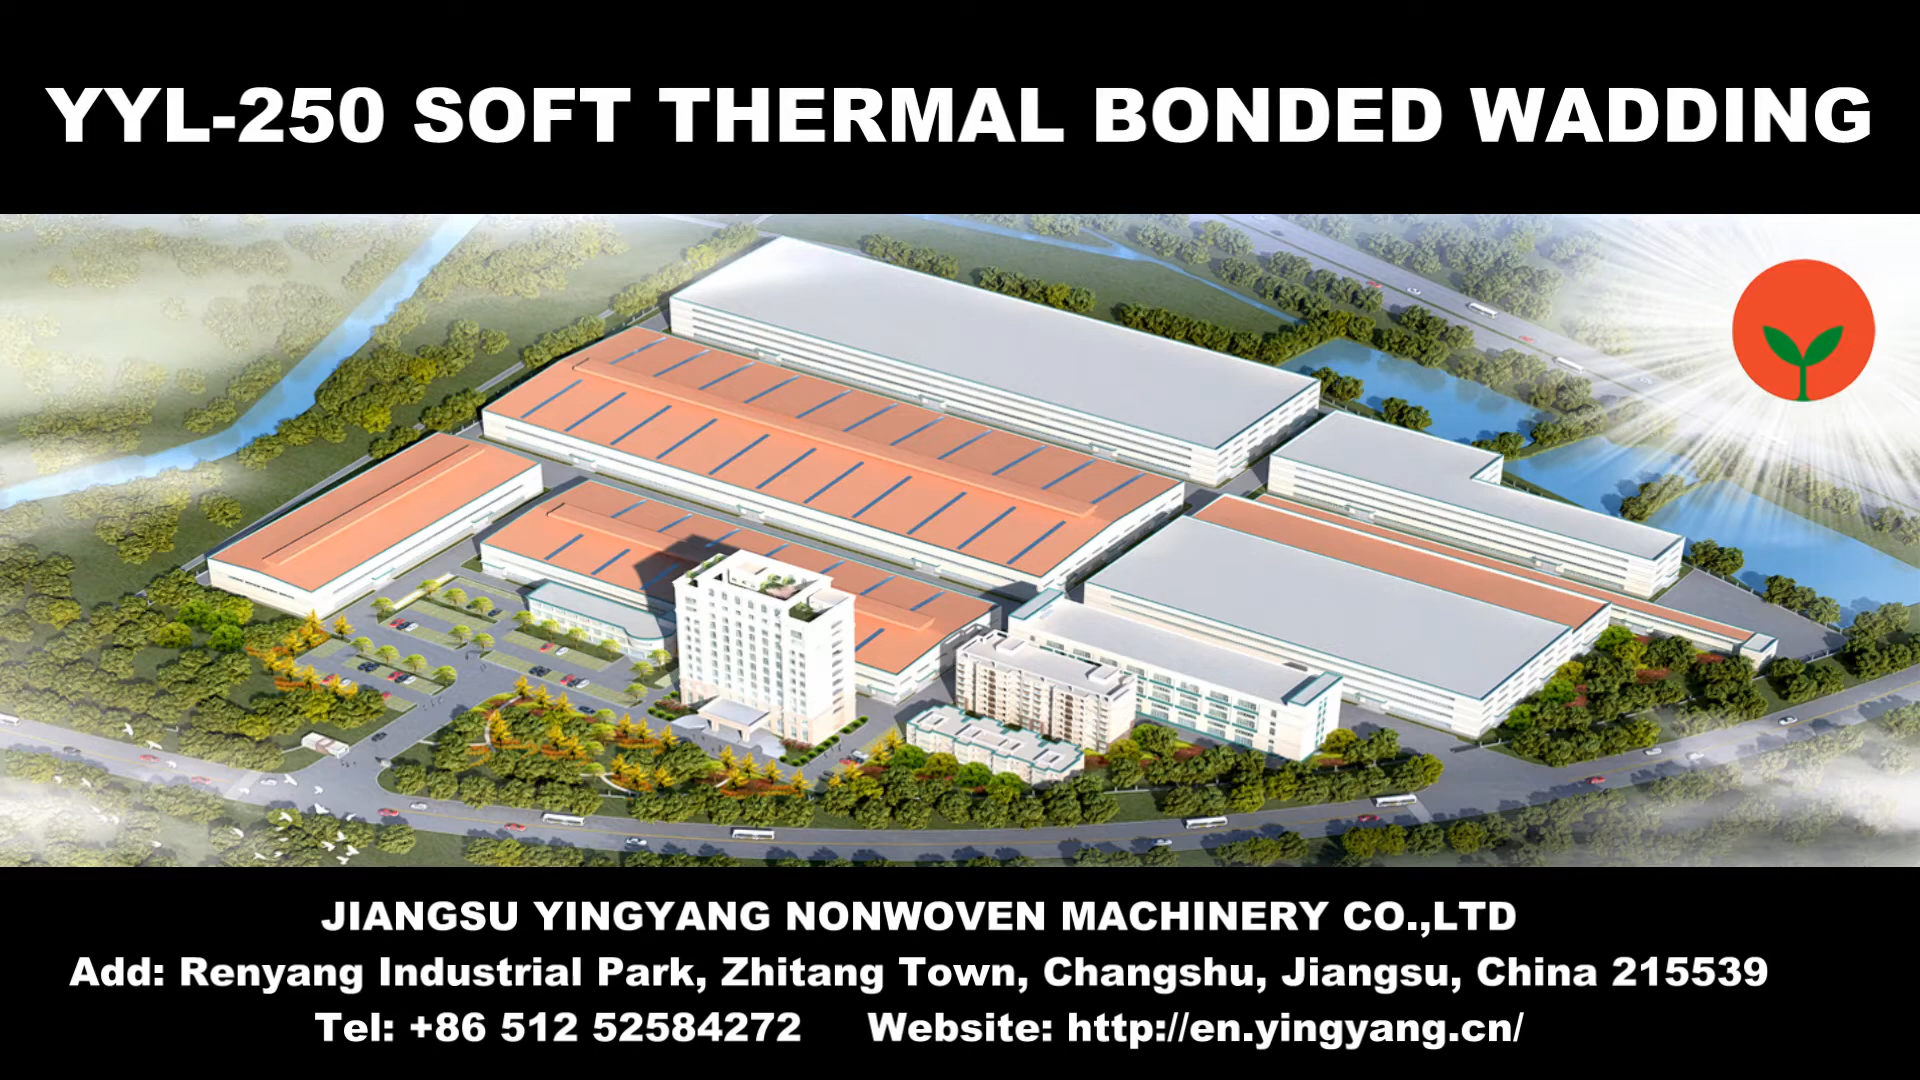 YYL-250 SOFT THERMAL BONDED WADDING
JIANGSU YINGYANG NONWOVEN MACHINERY CO.,LTD
Add: Renyang Industrial Park, Zhitang Town, Changshu, Jiangsu, China 215539
Tel: +86 512 52584272 Website: http://en.yingyang.cn/